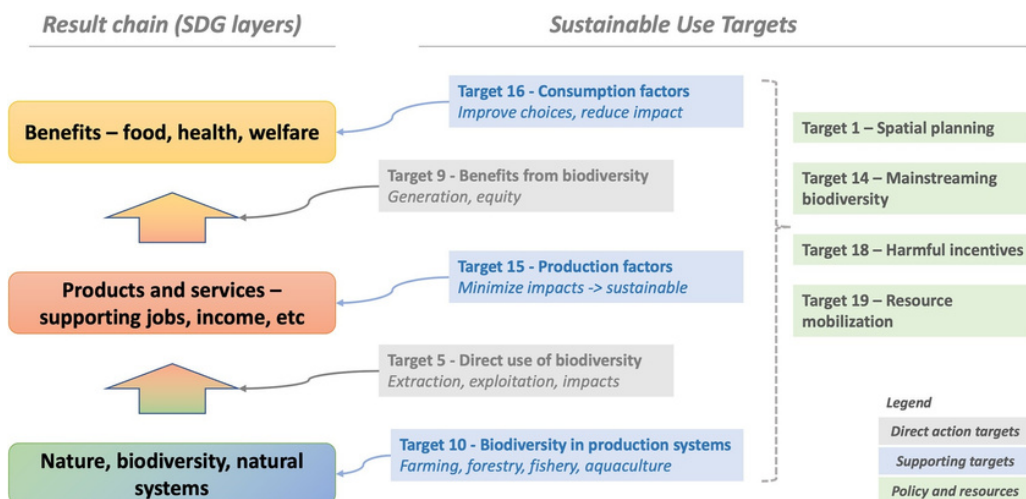 Result chain (SDG layers)
Sustainable Use Targets
Benefits – food, health, welfare
Products and services –
supporting jobs, income, etc
Nature, biodiversity, natural
systems
Target 16 - Consumption factors
Improve choices, reduce impact
Target 9 - Benefits from biodiversity
Generation, equity
Target 15 - Production factors
Minimize impacts -> sustainable
Target 5 - Direct use of biodiversity
Extraction, exploitation, impacts
Target 10 - Biodiversity in production systems
Farming, forestry, fishery, aquaculture
Target 1 – Spatial planning
Target 14 – Mainstreaming
biodiversity
Target 18 – Harmful incentives
Target 19 – Resource
mobilization
Legend
Direct action targets
Supporting targets
Policy and resources